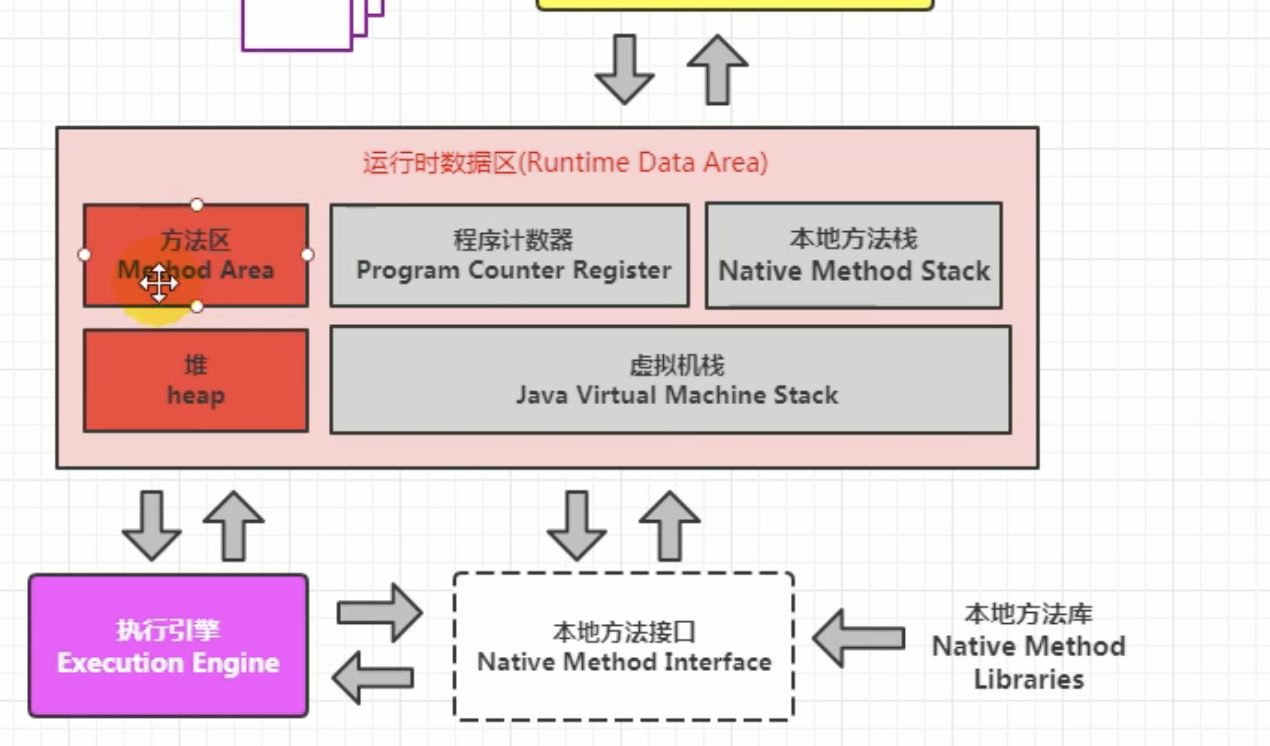 运行时数据区(Runtime Data Area)
方法区
Method Area
程序计数器
Program Counter Register
本地方法栈
Native Method Stack
堆
heap
虚拟机栈
Java Virtual Machine Stack
执行引擎
Execution Engine
本地方法接口
Native Method Interface
本地方法库
Native Method
Libraries